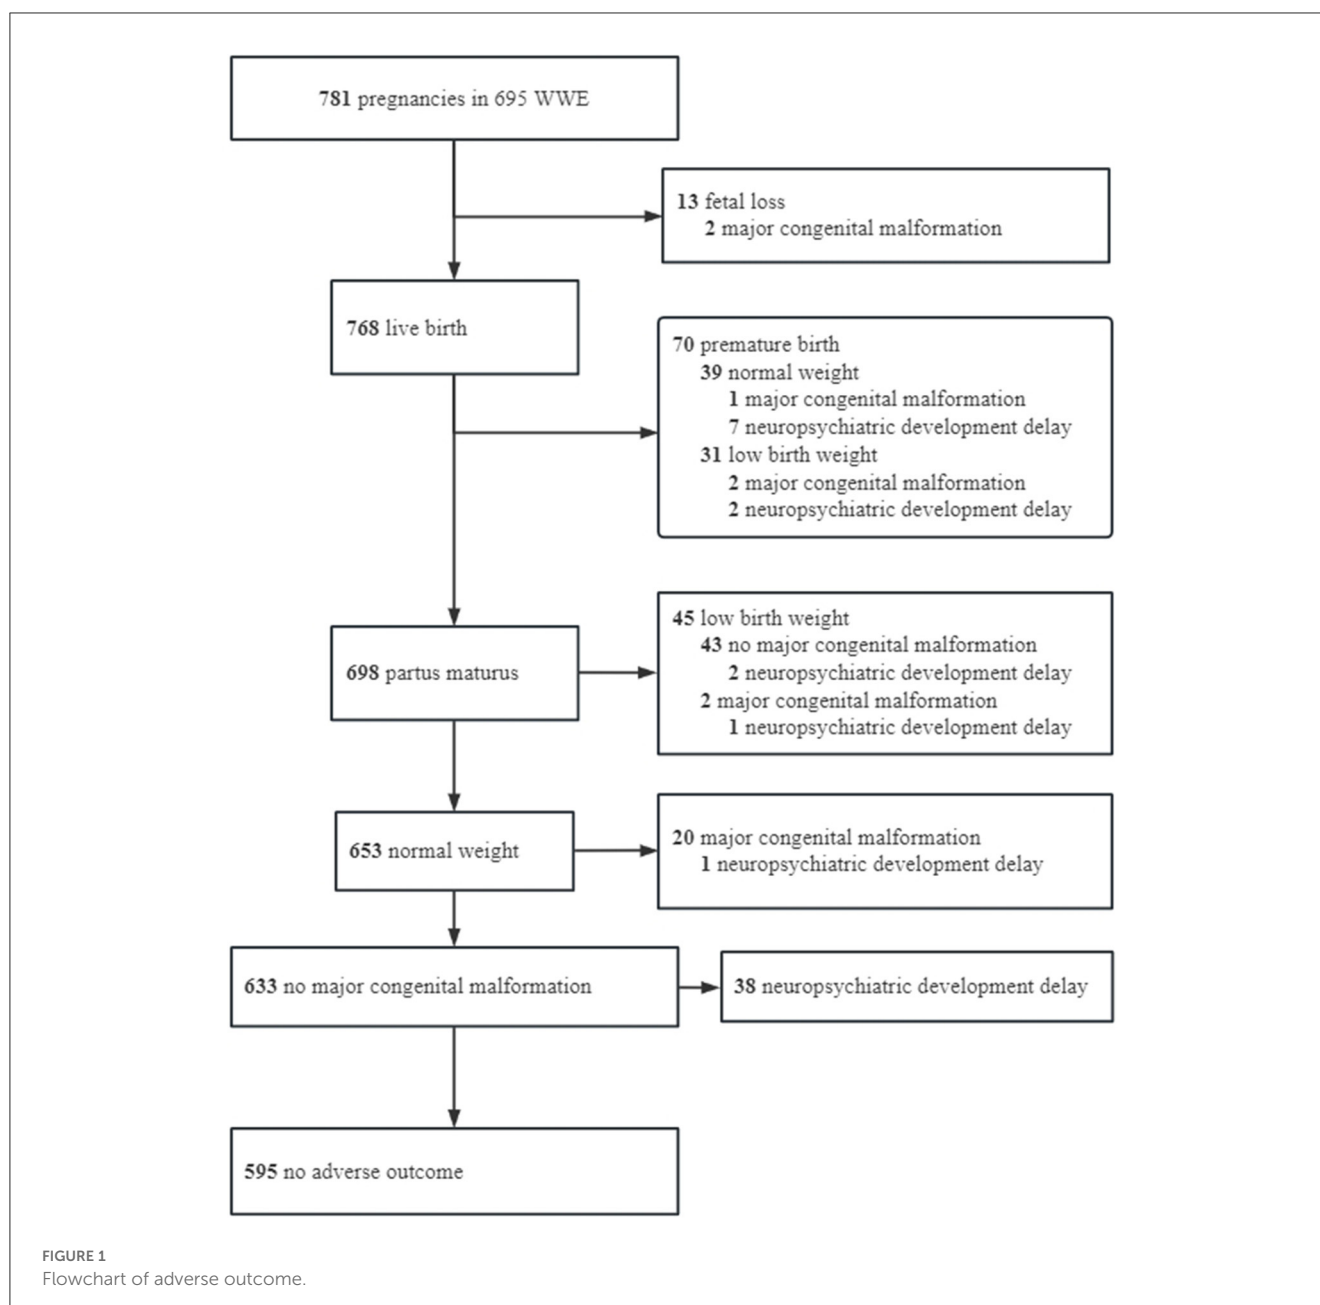 781 pregnancies in 695 WWE
13 fetal loss
2 major congenital malformation
768 live birth
70 premature birth
39 normal weight
1 major congenital malformation
7 neuropsychiatric development delay
31 low birth weight
2 major congenital malformation
2 neuropsychiatric development delay
698 partus maturus
45 low birth weight
43 no major congenital malformation
2 neuropsychiatric development delay
2 major congenital malformation
1 neuropsychiatric development delay
653 normal weight
20 major congenital malformation
1 neuropsychiatric development delay
633 no major congenital malformation
38 neuropsychiatric development delay
595 no adverse outcome
FIGURE 1
Flowchart of adverse outcome.